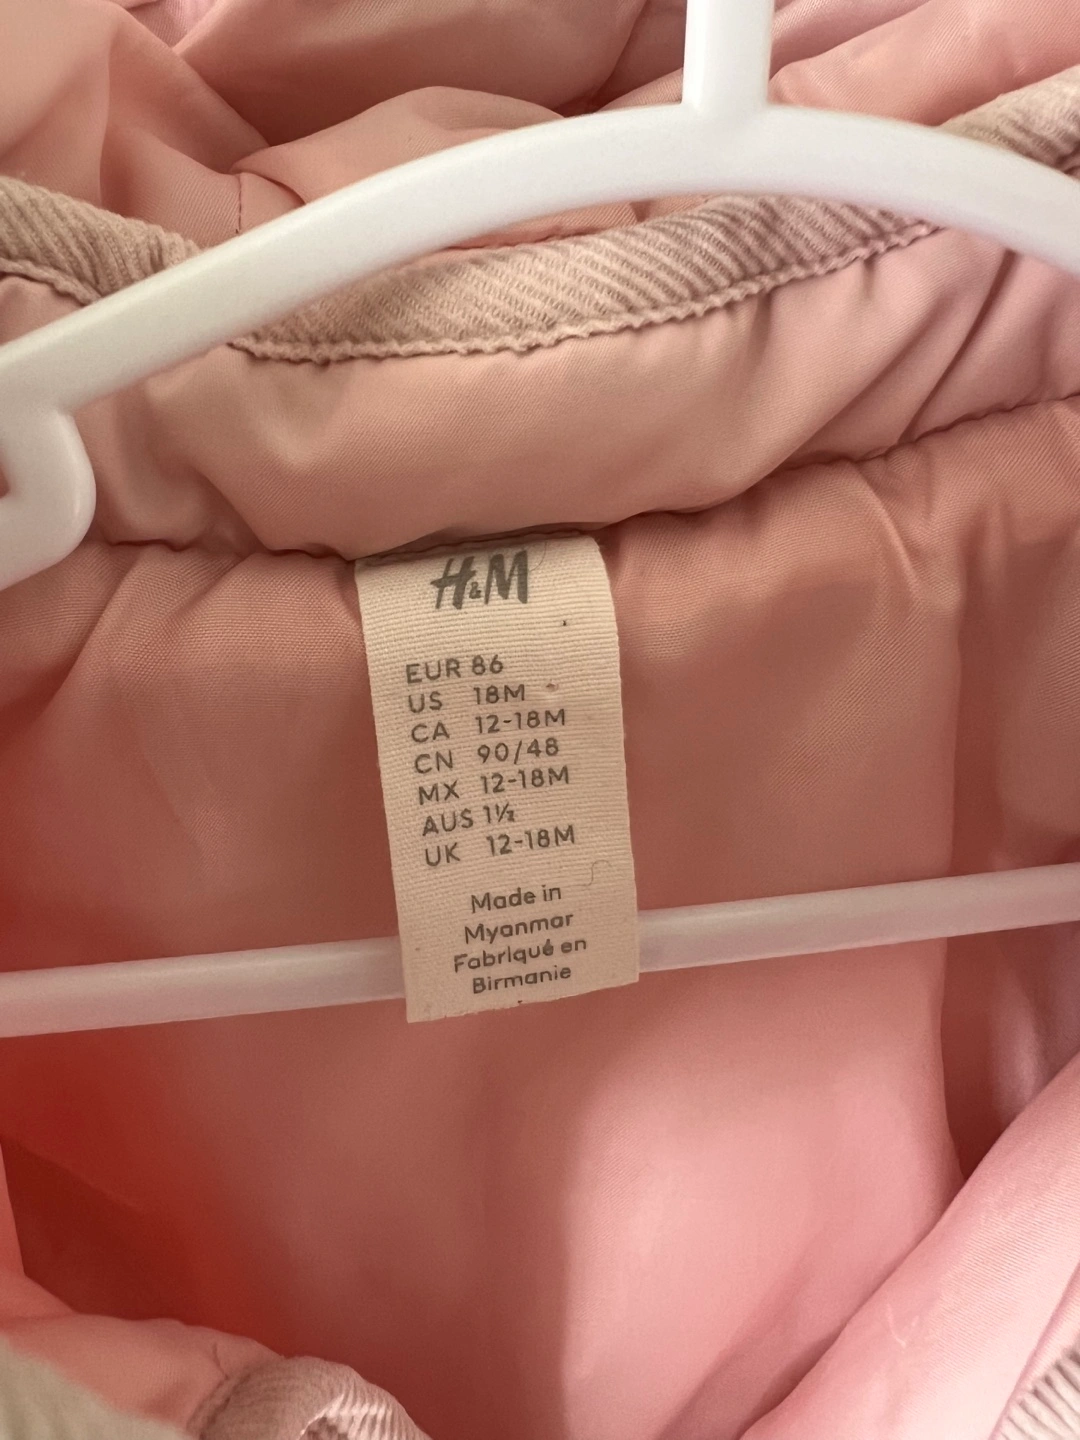 H&M
EUR 86
US 18M
CA 12-18M
CN 90/48
MX 12-18M
AUS 1½
UK 12-18M
Made in
Myanmar
Fabriqué en
Birmanie